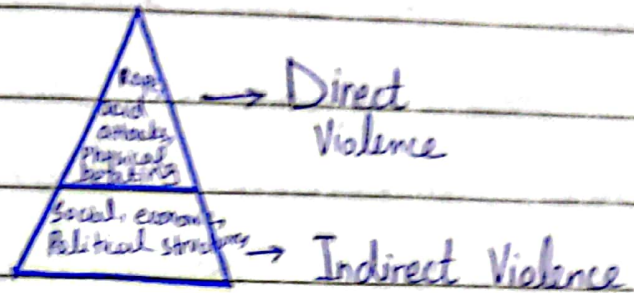 Rape,
acid
attacks,
Physical
beating
→ Direct
Violence
Social, economic,
Political structures → Indirect Violence